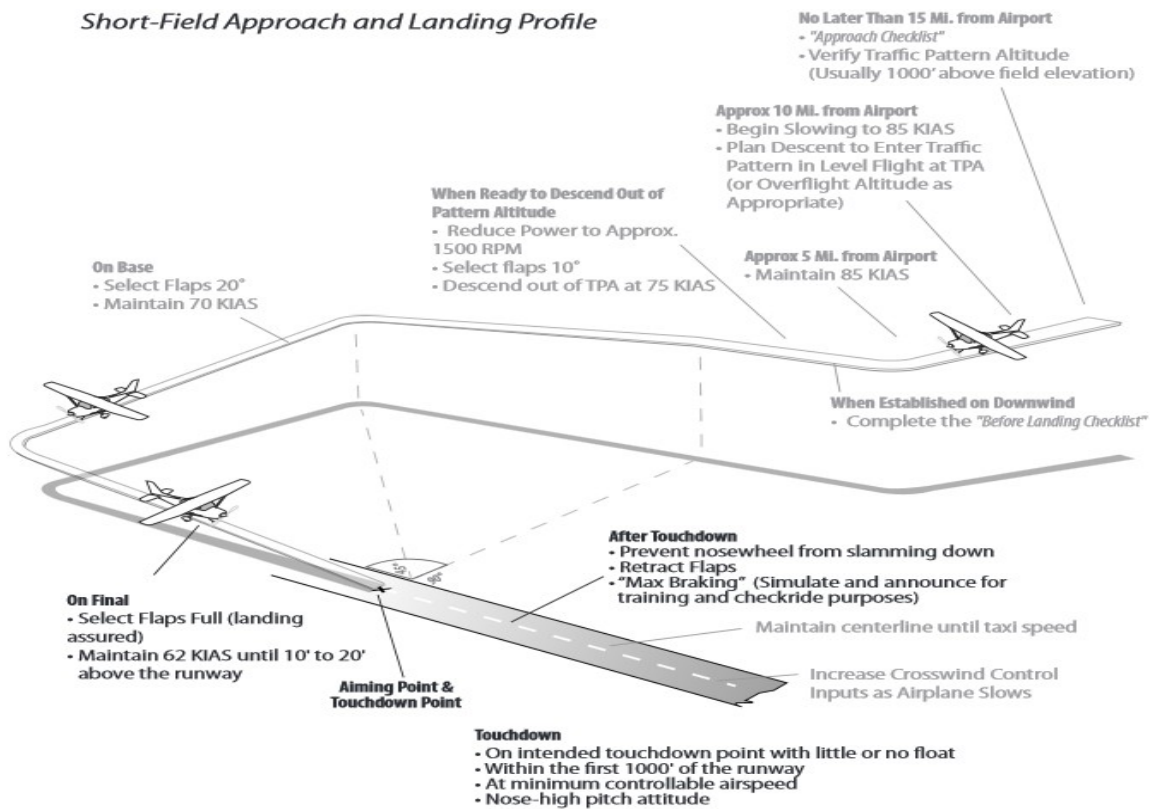 Short-Field Approach and Landing Profile
No Later Than 15 Mi. from Airport
• "Approach Checklist"
• Verify Traffic Pattern Altitude
(Usually 1000' above field elevation)
Approx 10 Mi. from Airport
• Begin Slowing to 85 KIAS
• Plan Descent to Enter Traffic
Pattern in Level Flight at TPA
(or Overflight Altitude as
Appropriate)
When Ready to Descend Out of
Pattern Altitude
• Reduce Power to Approx.
1500 RPM
• Select flaps 10°
• Descend out of TPA at 75 KIAS
Approx 5 Mi. from Airport
• Maintain 85 KIAS
On Base
• Select Flaps 20°
• Maintain 70 KIAS
When Established on Downwind
• Complete the "Before Landing Checklist"
After Touchdown
• Prevent nosewheel from slamming down
• Retract Flaps
• "Max Braking" (Simulate and announce for
training and checkride purposes)
45°
90°
On Final
• Select Flaps Full (landing
assured)
• Maintain 62 KIAS until 10' to 20'
above the runway
Maintain centerline until taxi speed
Increase Crosswind Control
Inputs as Airplane Slows
Aiming Point &
Touchdown Point
Touchdown
• On intended touchdown point with little or no float
• Within the first 1000' of the runway
• At minimum controllable airspeed
• Nose-high pitch attitude